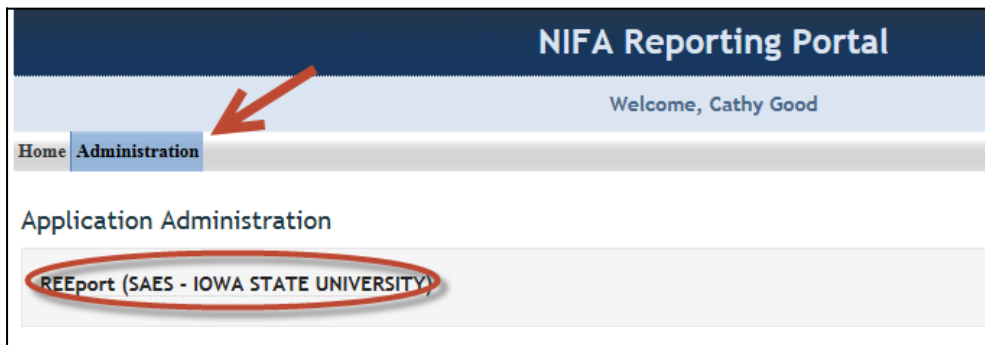 NIFA Reporting Portal
Welcome, Cathy Good
Home Administration
Application Administration
REEport (SAES - IOWA STATE UNIVERSITY)